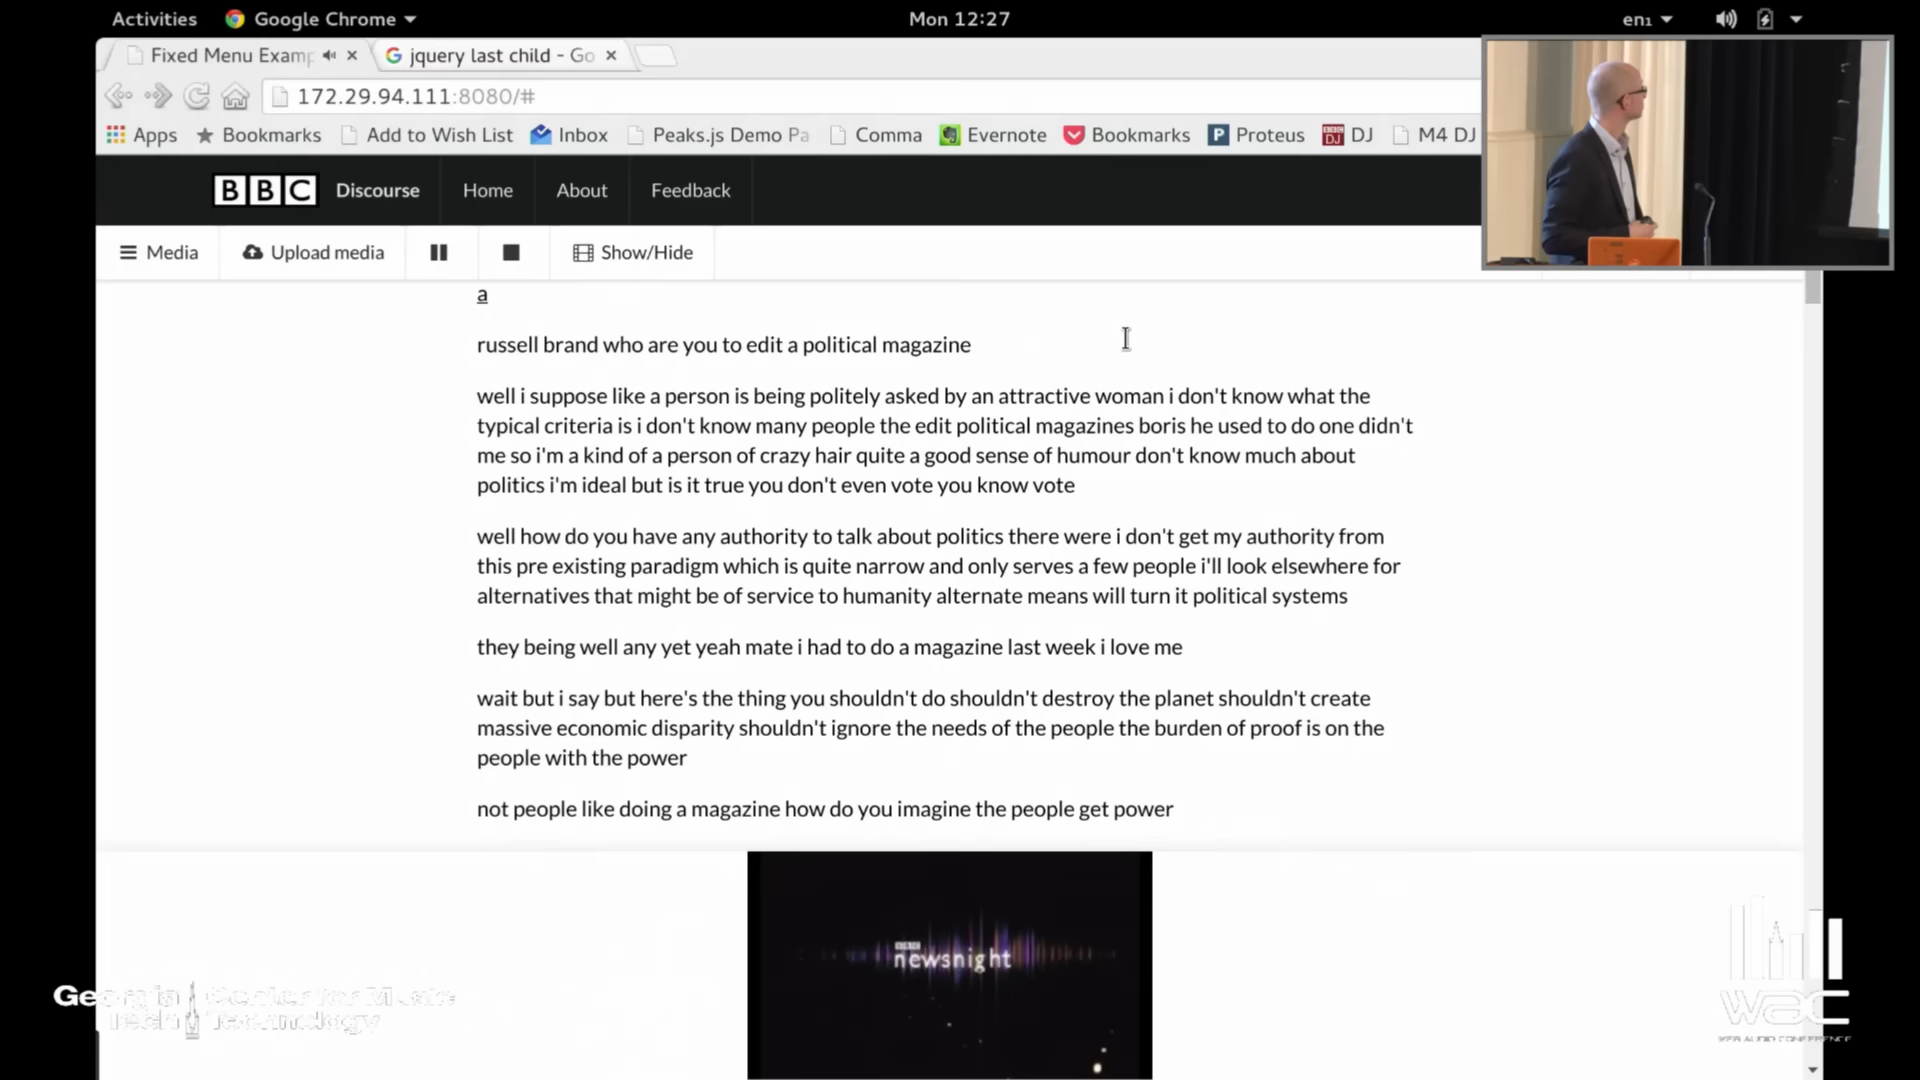 Activities Google Chrome Mon 12:27 en₁
Fixed Menu Examp jquery last child - Go
172.29.94.111:8080/#
Apps Bookmarks Add to Wish List Inbox Peaks.js Demo Pa Comma Evernote Bookmarks Proteus DJ M4 DJ
BBC Discourse Home About Feedback
Media Upload media Show/Hide
a
russell brand who are you to edit a political magazine
well i suppose like a person is being politely asked by an attractive woman i don't know what the
typical criteria is i don't know many people the edit political magazines boris he used to do one didn't
me so i'm a kind of a person of crazy hair quite a good sense of humour don't know much about
politics i'm ideal but is it true you don't even vote you know vote
well how do you have any authority to talk about politics there were i don't get my authority from
this pre existing paradigm which is quite narrow and only serves a few people i'll look elsewhere for
alternatives that might be of service to humanity alternate means will turn it political systems
they being well any yet yeah mate i had to do a magazine last week i love me
wait but i say but here's the thing you shouldn't do shouldn't destroy the planet shouldn't create
massive economic disparity shouldn't ignore the needs of the people the burden of proof is on the
people with the power
not people like doing a magazine how do you imagine the people get power
BBC
newsnight
Georgia Center for Music
Tech Technology
wac
WEB AUDIO CONFERENCE